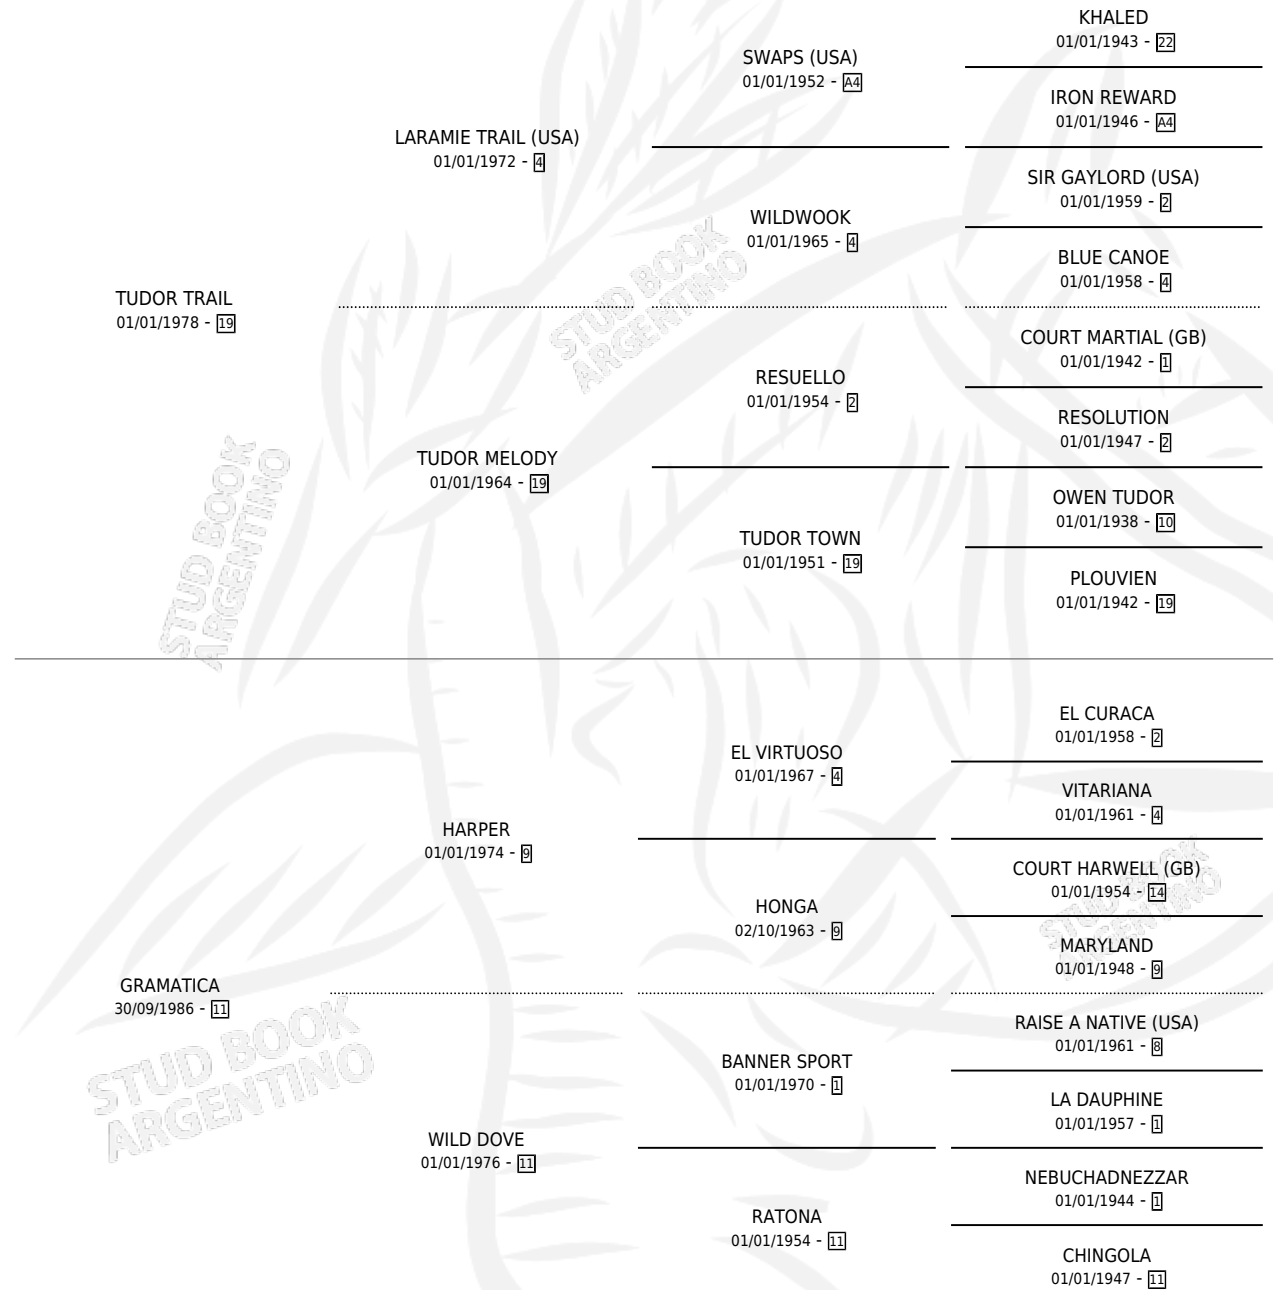 KHALED
01/01/1943 - 22
SWAPS (USA)
01/01/1952 - A4
IRON REWARD
01/01/1946 - A4
LARAMIE TRAIL (USA)
01/01/1972 - 4
SIR GAYLORD (USA)
01/01/1959 - 2
WILDWOOK
01/01/1965 - 4
BLUE CANOE
01/01/1958 - 4
TUDOR TRAIL
01/01/1978 - 19
COURT MARTIAL (GB)
01/01/1942 - 1
RESUELLO
01/01/1954 - 2
RESOLUTION
01/01/1947 - 2
TUDOR MELODY
01/01/1964 - 19
OWEN TUDOR
01/01/1938 - 10
TUDOR TOWN
01/01/1951 - 19
PLOUVIEN
01/01/1942 - 19
EL CURACA
01/01/1958 - 2
EL VIRTUOSO
01/01/1967 - 4
VITARIANA
01/01/1961 - 4
HARPER
01/01/1974 - 9
COURT HARWELL (GB)
01/01/1954 - 14
HONGA
02/10/1963 - 9
MARYLAND
01/01/1948 - 9
GRAMATICA
30/09/1986 - 11
RAISE A NATIVE (USA)
01/01/1961 - 8
BANNER SPORT
01/01/1970 - 1
LA DAUPHINE
01/01/1957 - 1
WILD DOVE
01/01/1976 - 11
NEBUCHADNEZZAR
01/01/1944 - 1
RATONA
01/01/1954 - 11
CHINGOLA
01/01/1947 - 11
STUD BOOK
ARGENTINO
STUD BOOK
ARGENTINO
STUD BOOK
ARGENTINO
STUD BOOK
ARGENTINO